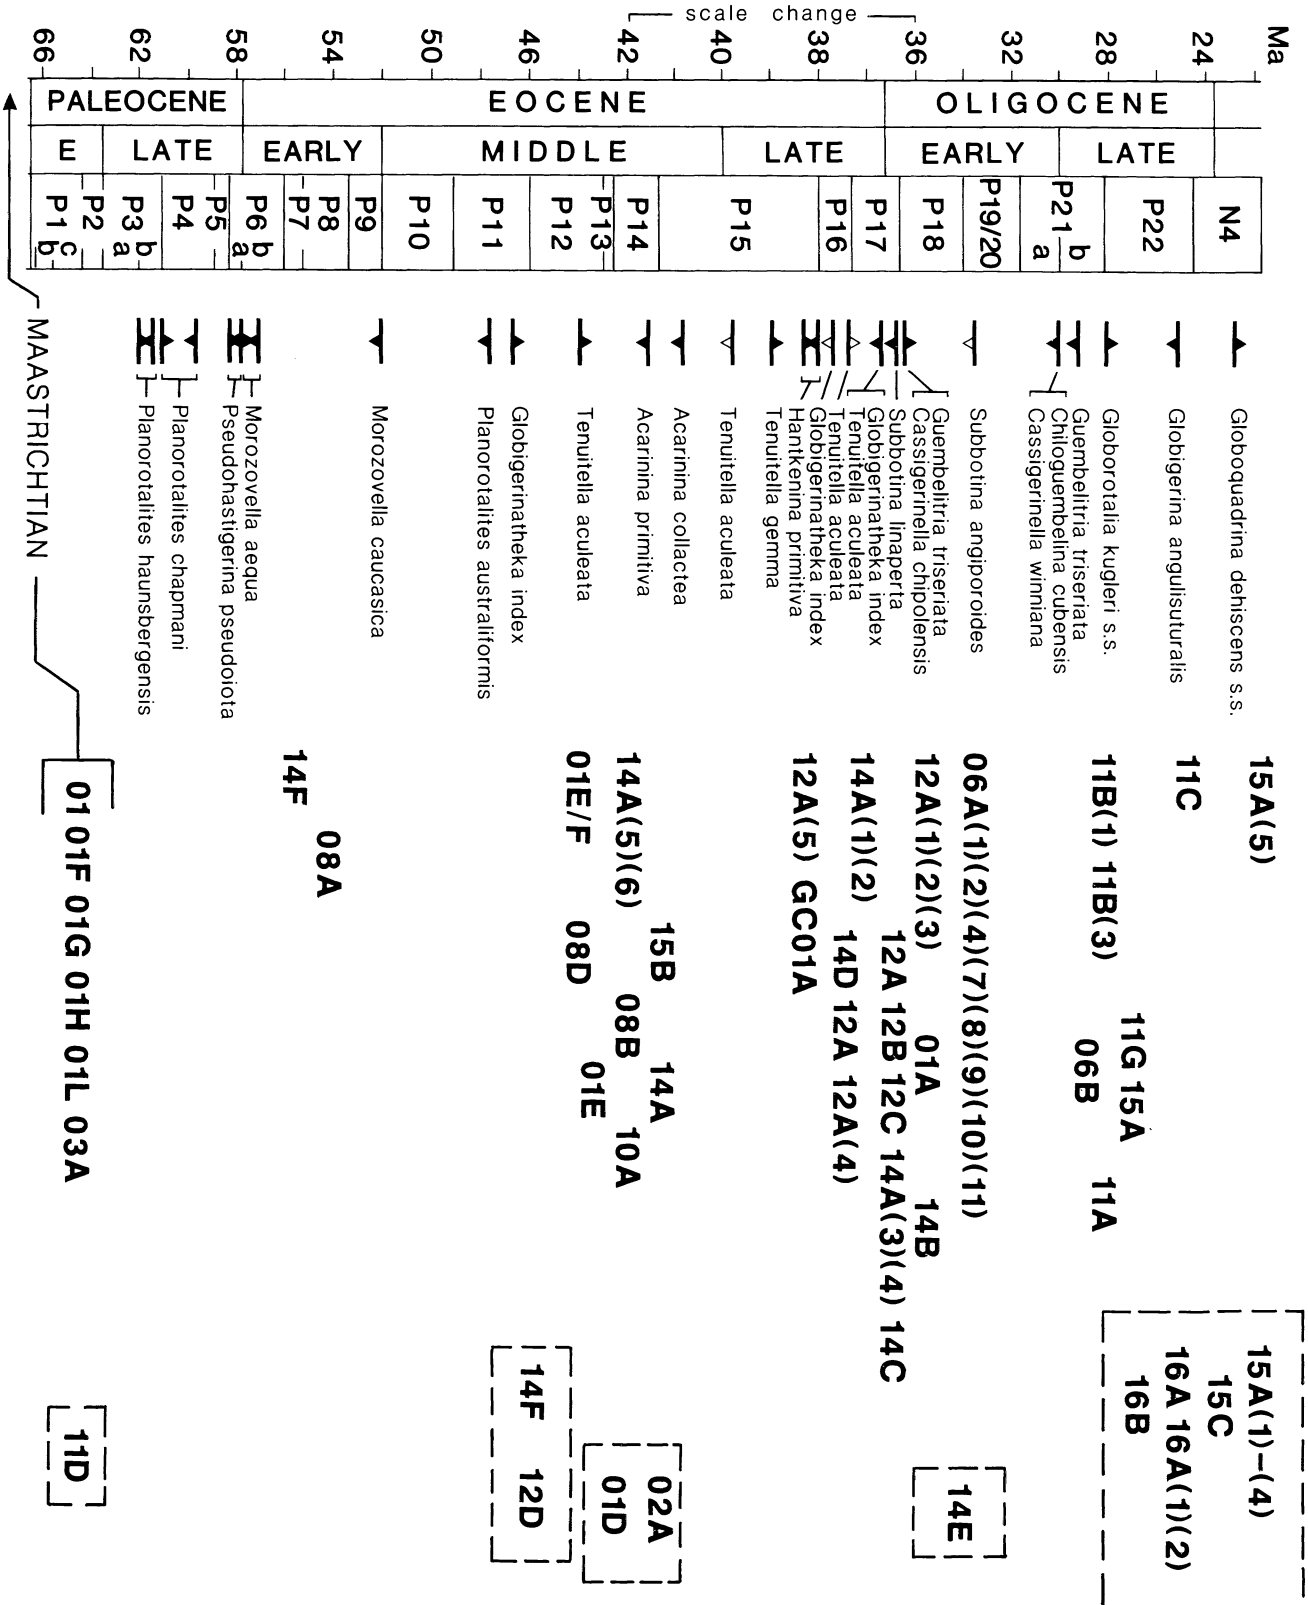 scale change
Ma
66 62 58 54 50 46 42 40 38 36 32 28 24
PALEOCENE EOCENE OLIGOCENE
E LATE EARLY MIDDLE LATE EARLY LATE
P1 b c P2 P3 a b P4 P5 P6 a b P7 P8 P9 P10 P11 P12 P13 P14 P15 P16 P17 P18 P19/20 P21 a b P22 N4
MAASTRICHTIAN
Planorotalites haunsbergensis
Planorotalites chapmani
Pseudohastigerina pseudoiota
Morozovella aequa
Morozovella caucasica
Planorotalites australiformis
Globigerinatheka index
Tenuitella aculeata
Acarinina primitiva
Acarinina collactea
Tenuitella aculeata
Tenuitella gemma
Hantkenina primitiva
Globigerinatheka index
Tenuitella aculeata
Tenuitella aculeata
Globigerinatheka index
Subbotina linaperta
Cassigerinella chipolensis
Guembelitria triseriata
Subbotina angiporoides
Cassigerinella winniana
Chiloguembelina cubensis
Guembelitria triseriata
Globorotalia kugleri s.s.
Globigerina angulisuturalis
Globoquadrina dehiscens s.s.
01 01F 01G 01H 01L 03A
11D
14F
08A
14F 12D
01E/F 08D
01E
14A(5)(6) 08B 10A
15B 14A
01D
02A
12A(5) GC01A
14D 12A 12A(4)
14A(1)(2)
12A 12B 12C 14A(3)(4) 14C
12A(1)(2)(3) 01A 14B
14E
06A(1)(2)(4)(7)(8)(9)(10)(11)
06B
11B(1) 11B(3) 11A
11G 15A
11C
15A(5)
15A(1)-(4)
15C
16A 16A(1)(2)
16B